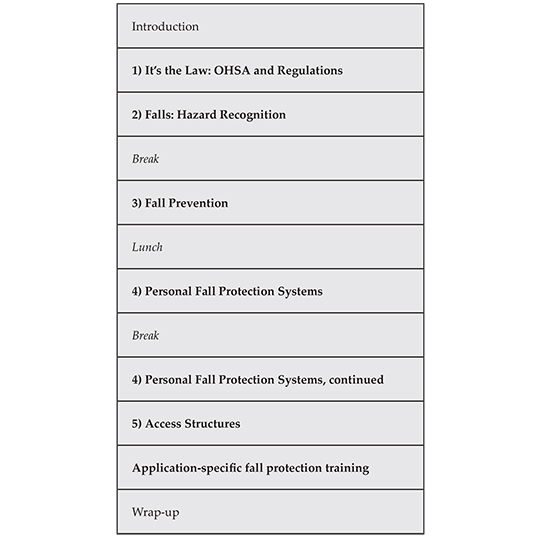 Introduction
1) It’s the Law: OHSA and Regulations
2) Falls: Hazard Recognition
Break
3) Fall Prevention
Lunch
4) Personal Fall Protection Systems
Break
4) Personal Fall Protection Systems, continued
5) Access Structures
Application-specific fall protection training
Wrap-up